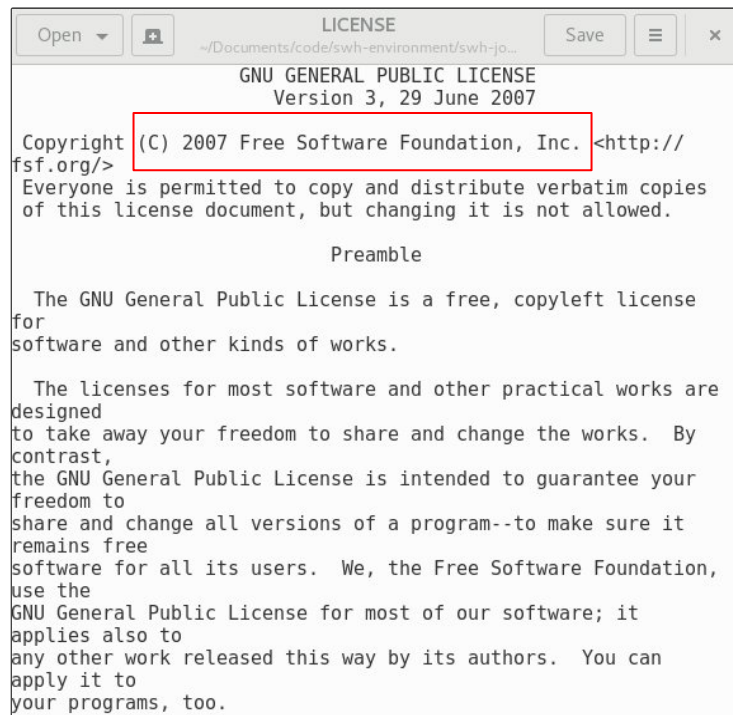 Open
LICENSE
~/Documents/code/swh-environment/swh-jo...
Save
GNU GENERAL PUBLIC LICENSE
Version 3, 29 June 2007
Copyright (C) 2007 Free Software Foundation, Inc. <http://
fsf.org/>
Everyone is permitted to copy and distribute verbatim copies
of this license document, but changing it is not allowed.
Preamble
The GNU General Public License is a free, copyleft license
for
software and other kinds of works.
The licenses for most software and other practical works are
designed
to take away your freedom to share and change the works.  By
contrast,
the GNU General Public License is intended to guarantee your
freedom to
share and change all versions of a program--to make sure it
remains free
software for all its users.  We, the Free Software Foundation,
use the
GNU General Public License for most of our software; it
applies also to
any other work released this way by its authors.  You can
apply it to
your programs, too.